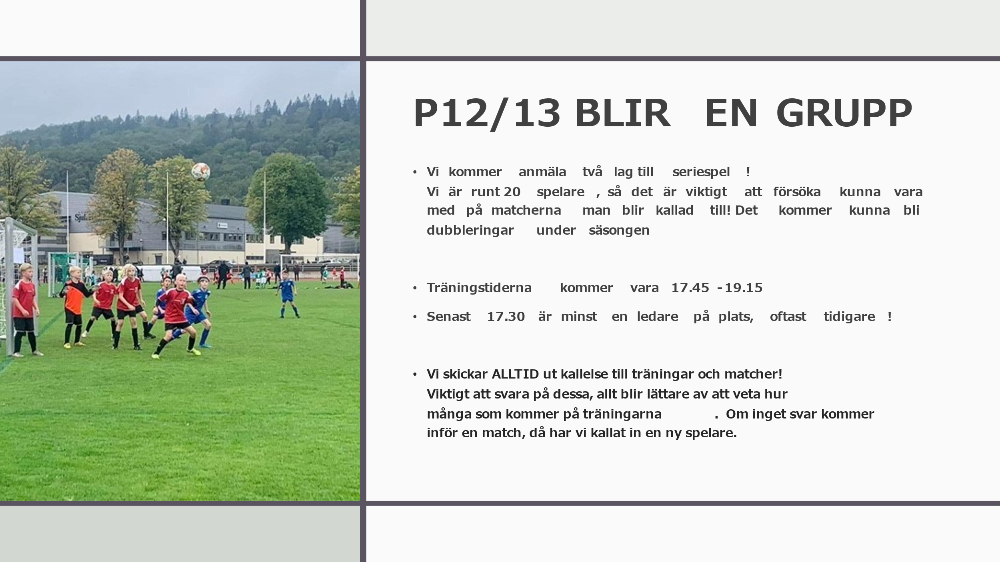 P12/13 BLIR EN GRUPP
• Vi kommer anmäla två lag till seriespel !
Vi är runt 20 spelare , så det är viktigt att försöka kunna vara
med på matcherna man blir kallad till! Det kommer kunna bli
dubbleringar under säsongen
• Träningstiderna kommer vara 17.45 -19.15
• Senast 17.30 är minst en ledare på plats, oftast tidigare !
• Vi skickar ALLTID ut kallelse till träningar och matcher!
Viktigt att svara på dessa, allt blir lättare av att veta hur
många som kommer på träningarna . Om inget svar kommer
inför en match, då har vi kallat in en ny spelare.